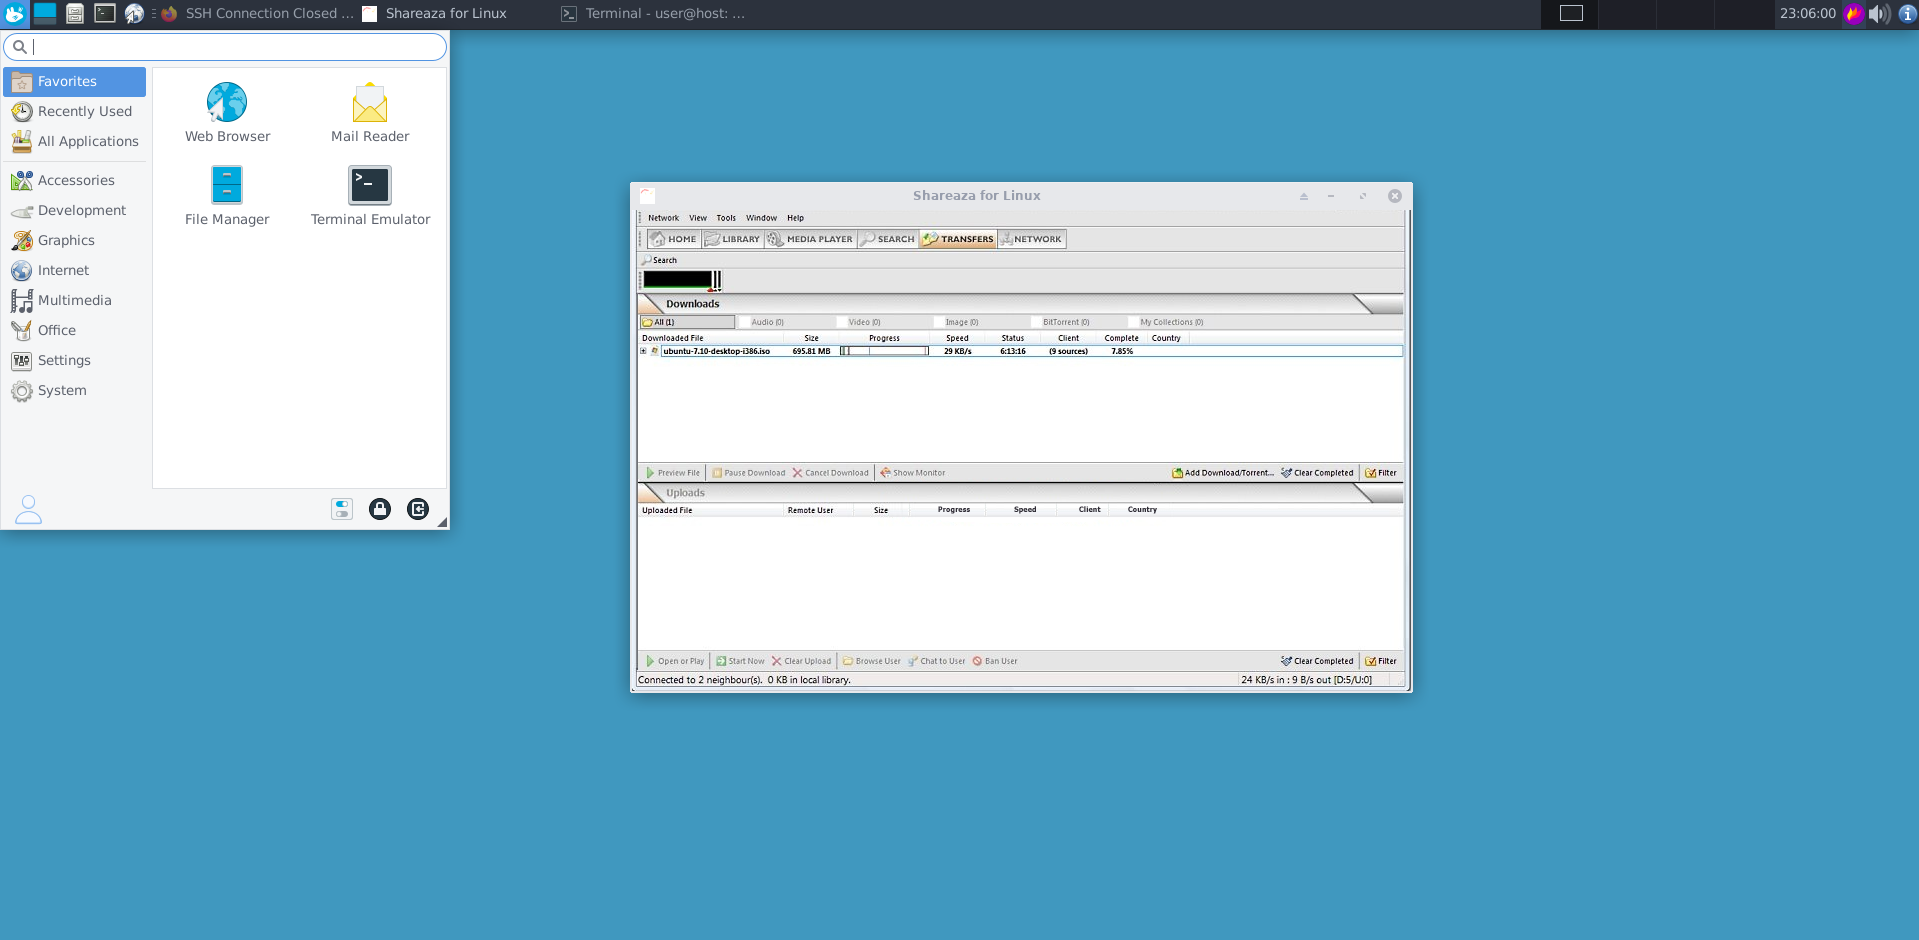 SSH Connection Closed ...
Shareaza for Linux
Terminal - user@host: ...
23:06:00
Favorites
Recently Used
All Applications
Accessories
Development
Graphics
Internet
Multimedia
Office
Settings
System
Web Browser
Mail Reader
File Manager
Terminal Emulator
Shareaza for Linux
Network View Tools Window Help
HOME LIBRARY MEDIA PLAYER SEARCH TRANSFERS NETWORK
Search
Downloads
All (1) Audio (0) Video (0) Image (0) BitTorrent (0) My Collections (0)
Downloaded File Size Progress Speed Status Client Complete Country
ubuntu-7.10-desktop-i386.iso 695.81 MB 29 KB/s 6:13:16 (9 sources) 7.85%
Preview File Pause Download Cancel Download Show Monitor Add Download/Torrent... Clear Completed Filter
Uploads
Uploaded File Remote User Size Progress Speed Client Country
Open or Play Start Now Clear Upload Browse User Chat to User Ban User Clear Completed Filter
Connected to 2 neighbour(s). 0 KB in local library. 24 KB/s in : 9 B/s out [D:5/U:0]